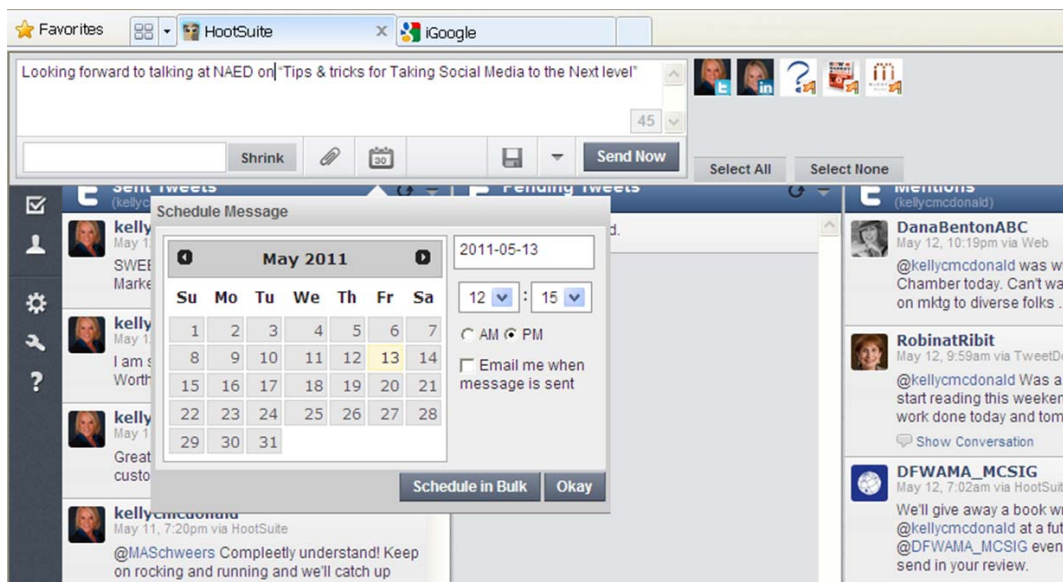 Favorites
HootSuite
iGoogle
Looking forward to talking at NAED on "Tips & tricks for Taking Social Media to the Next level"
45
Shrink
30
Send Now
Select All
Select None
Sent Tweets
Pending Tweets
Mentions
(kellyc
(kellycmcdonald)
Schedule Message
May 2011
Su Mo Tu We Th Fr Sa
1 2 3 4 5 6 7
8 9 10 11 12 13 14
15 16 17 18 19 20 21
22 23 24 25 26 27 28
29 30 31
2011-05-13
12 : 15
AM PM
Email me when
message is sent
Schedule in Bulk
Okay
kelly
May 1
SWEE
Marke
kelly
May 1
I am s
Worth
kelly
May 1
Great
custo
kellycmcdonald
May 11, 7:20pm via HootSuite
@MASchweers Compleetly understand! Keep
on rocking and running and we'll catch up
d.
DanaBentonABC
May 12, 10:19pm via Web
@kellycmcdonald was w
Chamber today. Can't wa
on mktg to diverse folks .
RobinatRibit
May 12, 9:59am via TweetD
@kellycmcdonald Was a
start reading this weeken
work done today and tom
Show Conversation
DFWAMA_MCSIG
May 12, 7:02am via HootSuit
We'll give away a book wr
@kellycmcdonald at a fut
@DFWAMA_MCSIG even
send in your review.